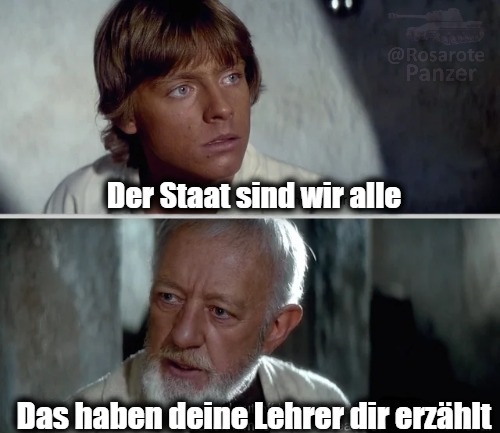 @Rosarote
Panzer
Der Staat sind wir alle
Das haben deine Lehrer dir erzählt